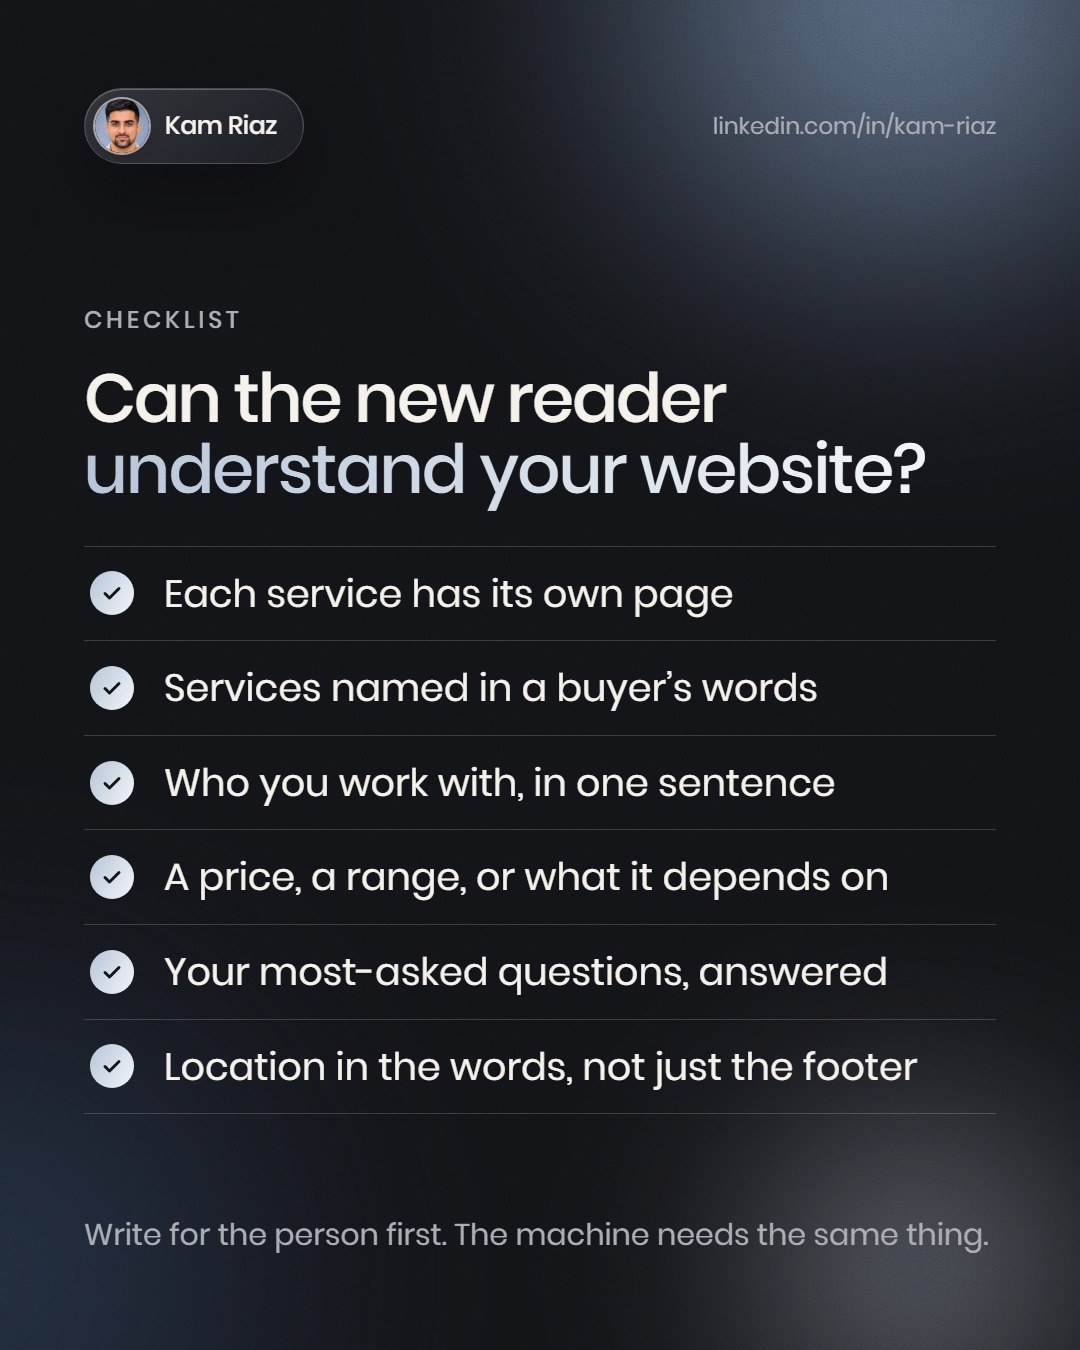 Kam Riaz
linkedin.com/in/kam-riaz
CHECKLIST
Can the new reader
understand your website?
Each service has its own page
Services named in a buyer’s words
Who you work with, in one sentence
A price, a range, or what it depends on
Your most-asked questions, answered
Location in the words, not just the footer
Write for the person first. The machine needs the same thing.